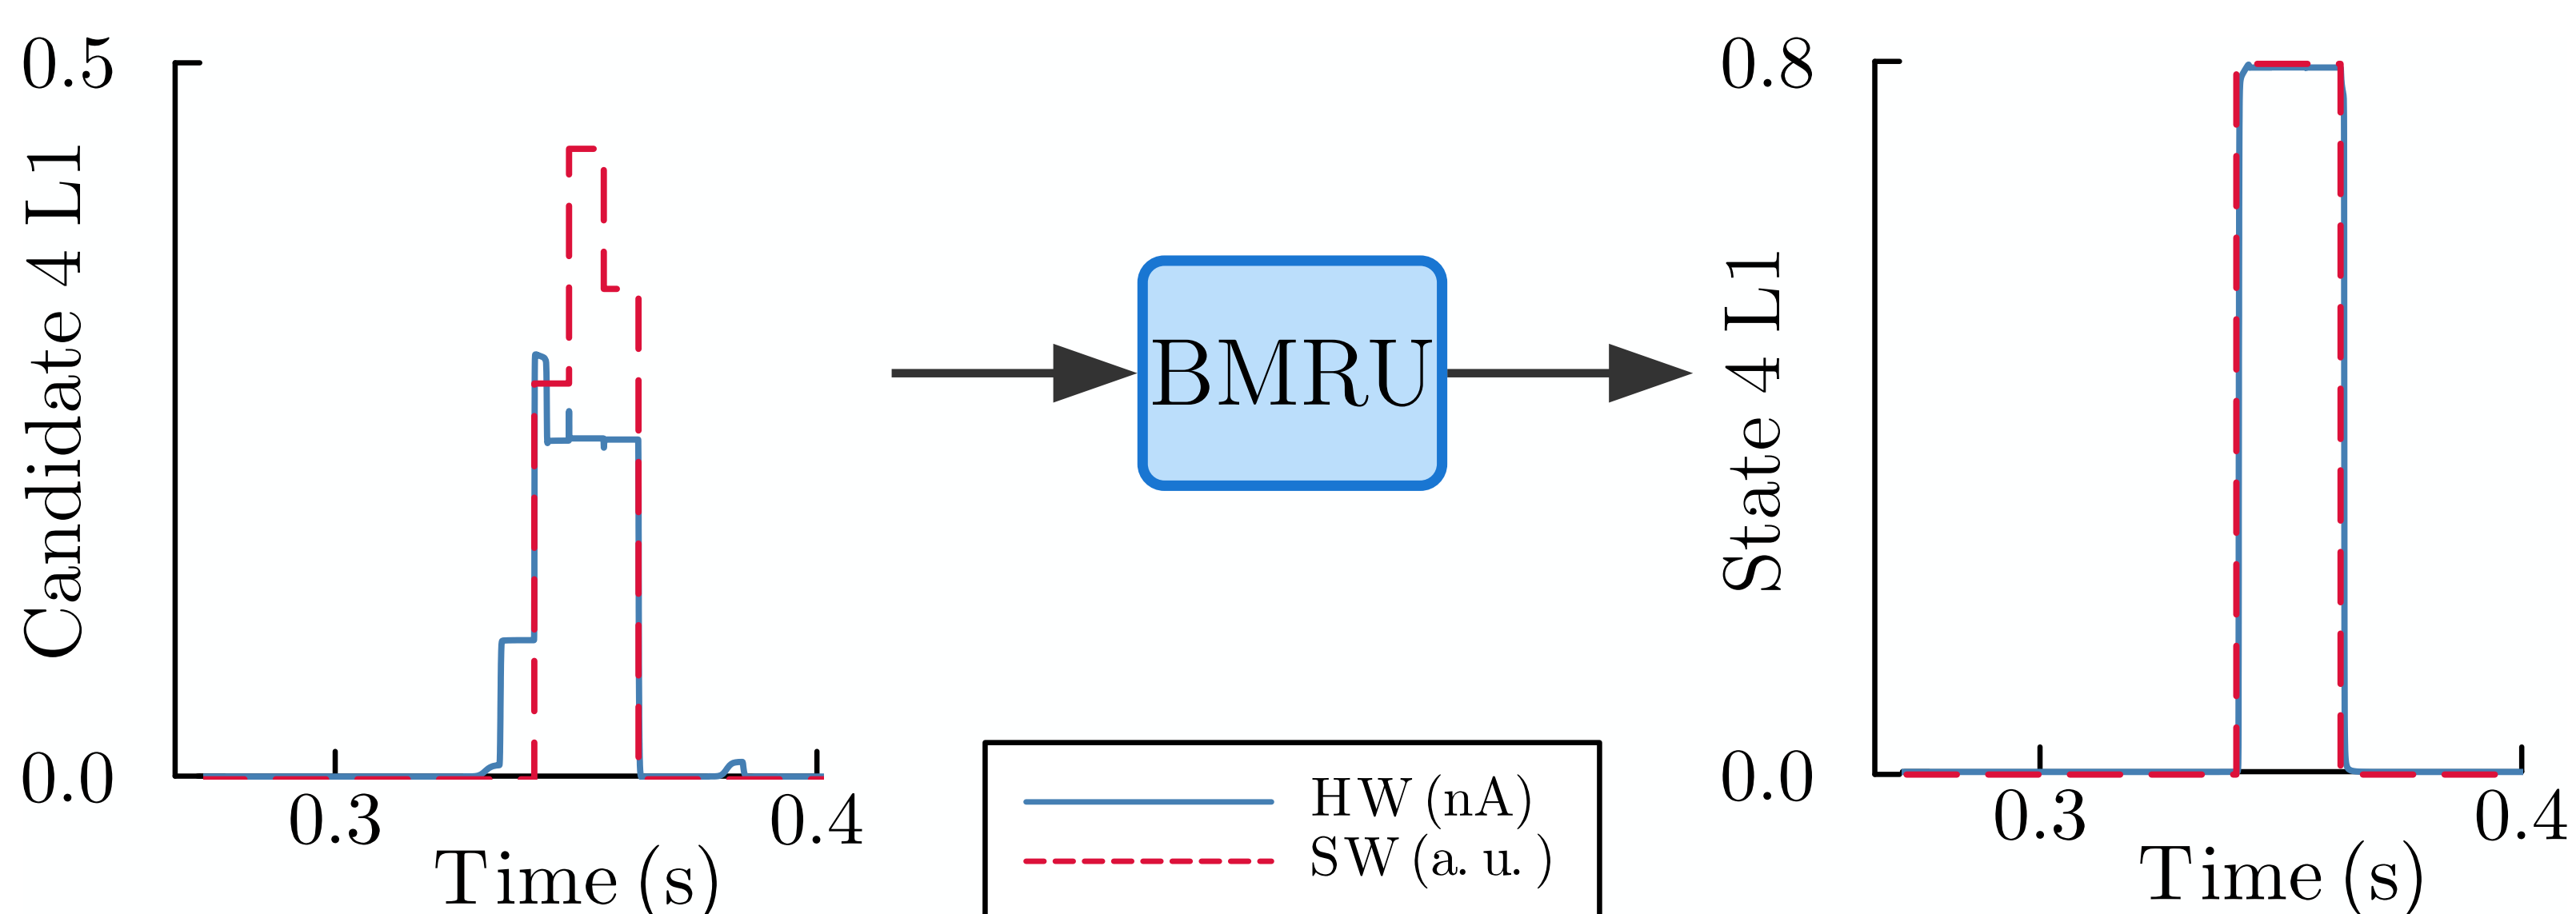 0.5
Candidate 4 L1
0.0
0.3
0.4
Time (s)
BMRU
HW (nA)
SW (a. u. )
0.8
State 4 L1
0.0
0.3
0.4
Time (s)